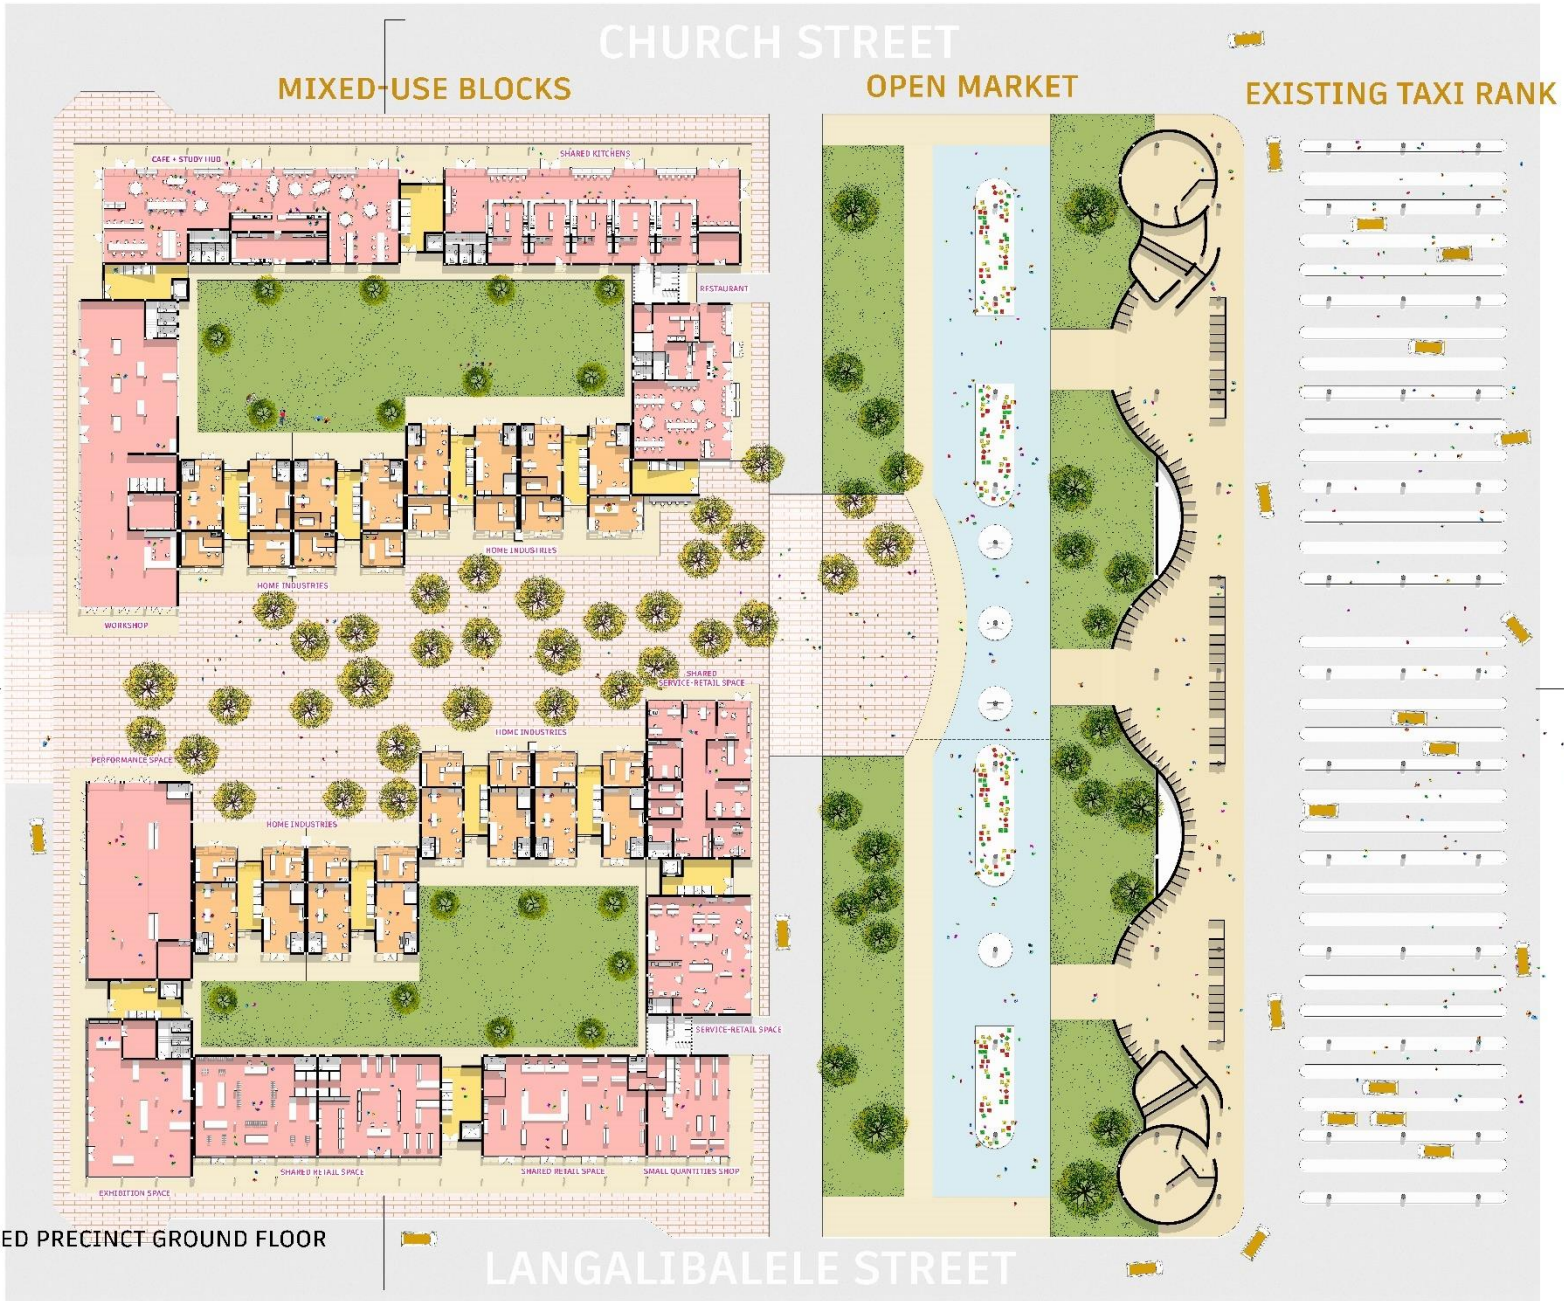 CHURCH STREET
MIXED-USE BLOCKS
OPEN MARKET
EXISTING TAXI RANK
CAFE + STUDY HUB
SHARED KITCHENS
RESTAURANT
HOME INDUSTRIES
HOME INDUSTRIES
WORKSHOP
SHARED
SERVICE-RETAIL SPACE
HOME INDUSTRIES
PERFORMANCE SPACE
HOME INDUSTRIES
SERVICE-RETAIL SPACE
SHARED RETAIL SPACE
SHARED RETAIL SPACE
SMALL QUANTITIES SHOP
EXHIBITION SPACE
ED PRECINCT GROUND FLOOR
LANGALIBALELE STREET